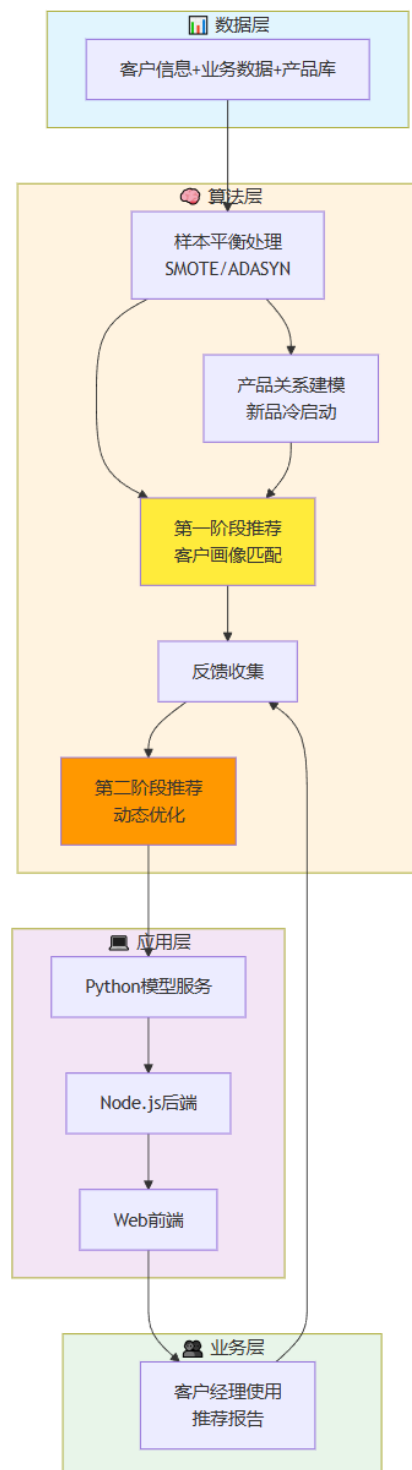 数据层
客户信息+业务数据+产品库
算法层
样本平衡处理
SMOTE/ADASYN
产品关系建模
新品冷启动
第一阶段推荐
客户画像匹配
反馈收集
第二阶段推荐
动态优化
应用层
Python模型服务
Node.js后端
Web前端
业务层
客户经理使用
推荐报告